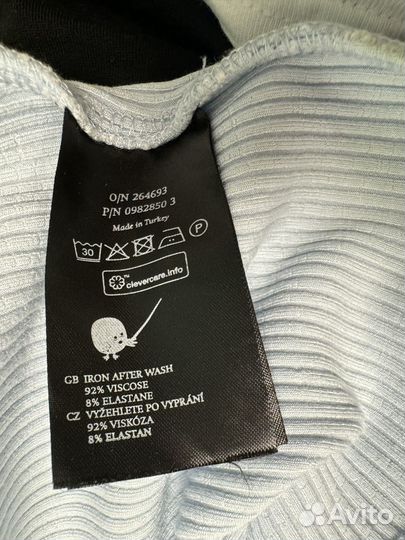 O/N 264693
P/N 0982850 3
Made in Turkey
30 P
clevercare.info
GB IRON AFTER WASH
92% VISCOSE
8% ELASTANE
CZ VYŽEHLETE PO VYPRÁNÍ
92% VISKÓZA
8% ELASTAN
Avito